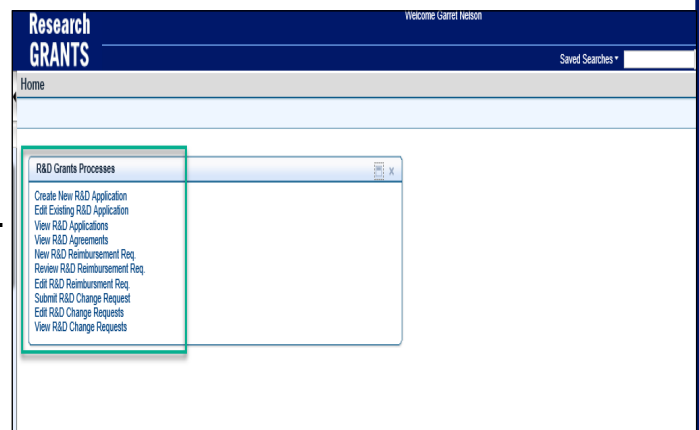 Research
Welcome Garret Nelson
GRANTS
Saved Searches
Home
R&D Grants Processes
x
Create New R&D Application
Edit Existing R&D Application
View R&D Applications
View R&D Agreements
New R&D Reimbursement Req.
Review R&D Reimbursement Req.
Edit R&D Reimbursment Req.
Submit R&D Change Request
Edit R&D Change Requests
View R&D Change Requests